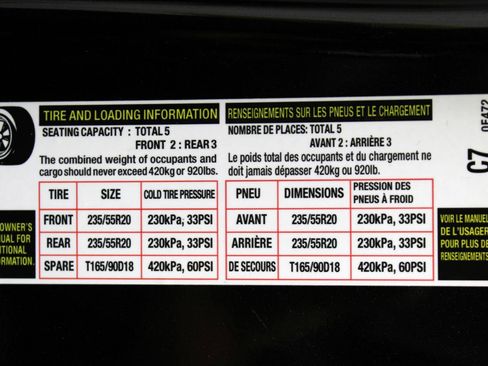 TIRE AND LOADING INFORMATION
SEATING CAPACITY : TOTAL 5
FRONT 2 : REAR 3
The combined weight of occupants and
cargo should never exceed 420kg or 920lbs.
TIRE SIZE COLD TIRE PRESSURE
FRONT 235/55R20 230kPa, 33PSI
REAR 235/55R20 230kPa, 33PSI
SPARE T165/90D18 420kPa, 60PSI
RENSEIGNEMENTS SUR LES PNEUS ET LE CHARGEMENT
NOMBRE DE PLACES: TOTAL 5
AVANT 2 : ARRIÈRE 3
Le poids total des occupants et du chargement ne
doit jamais dépasser 420kg ou 920lb.
PNEU DIMENSIONS PRESSION DES
PNEUS À FROID
AVANT 235/55R20 230kPa, 33PSI
ARRIÈRE 235/55R20 230kPa, 33PSI
DE SECOURS T165/90D18 420kPa, 60PSI
OWNER'S
UAL FOR
ITIONAL
RMATION.
VOIR LE MANUEL
DE L'USAGER
POUR PLUS DE
RENSEIGNEMENTS
C7